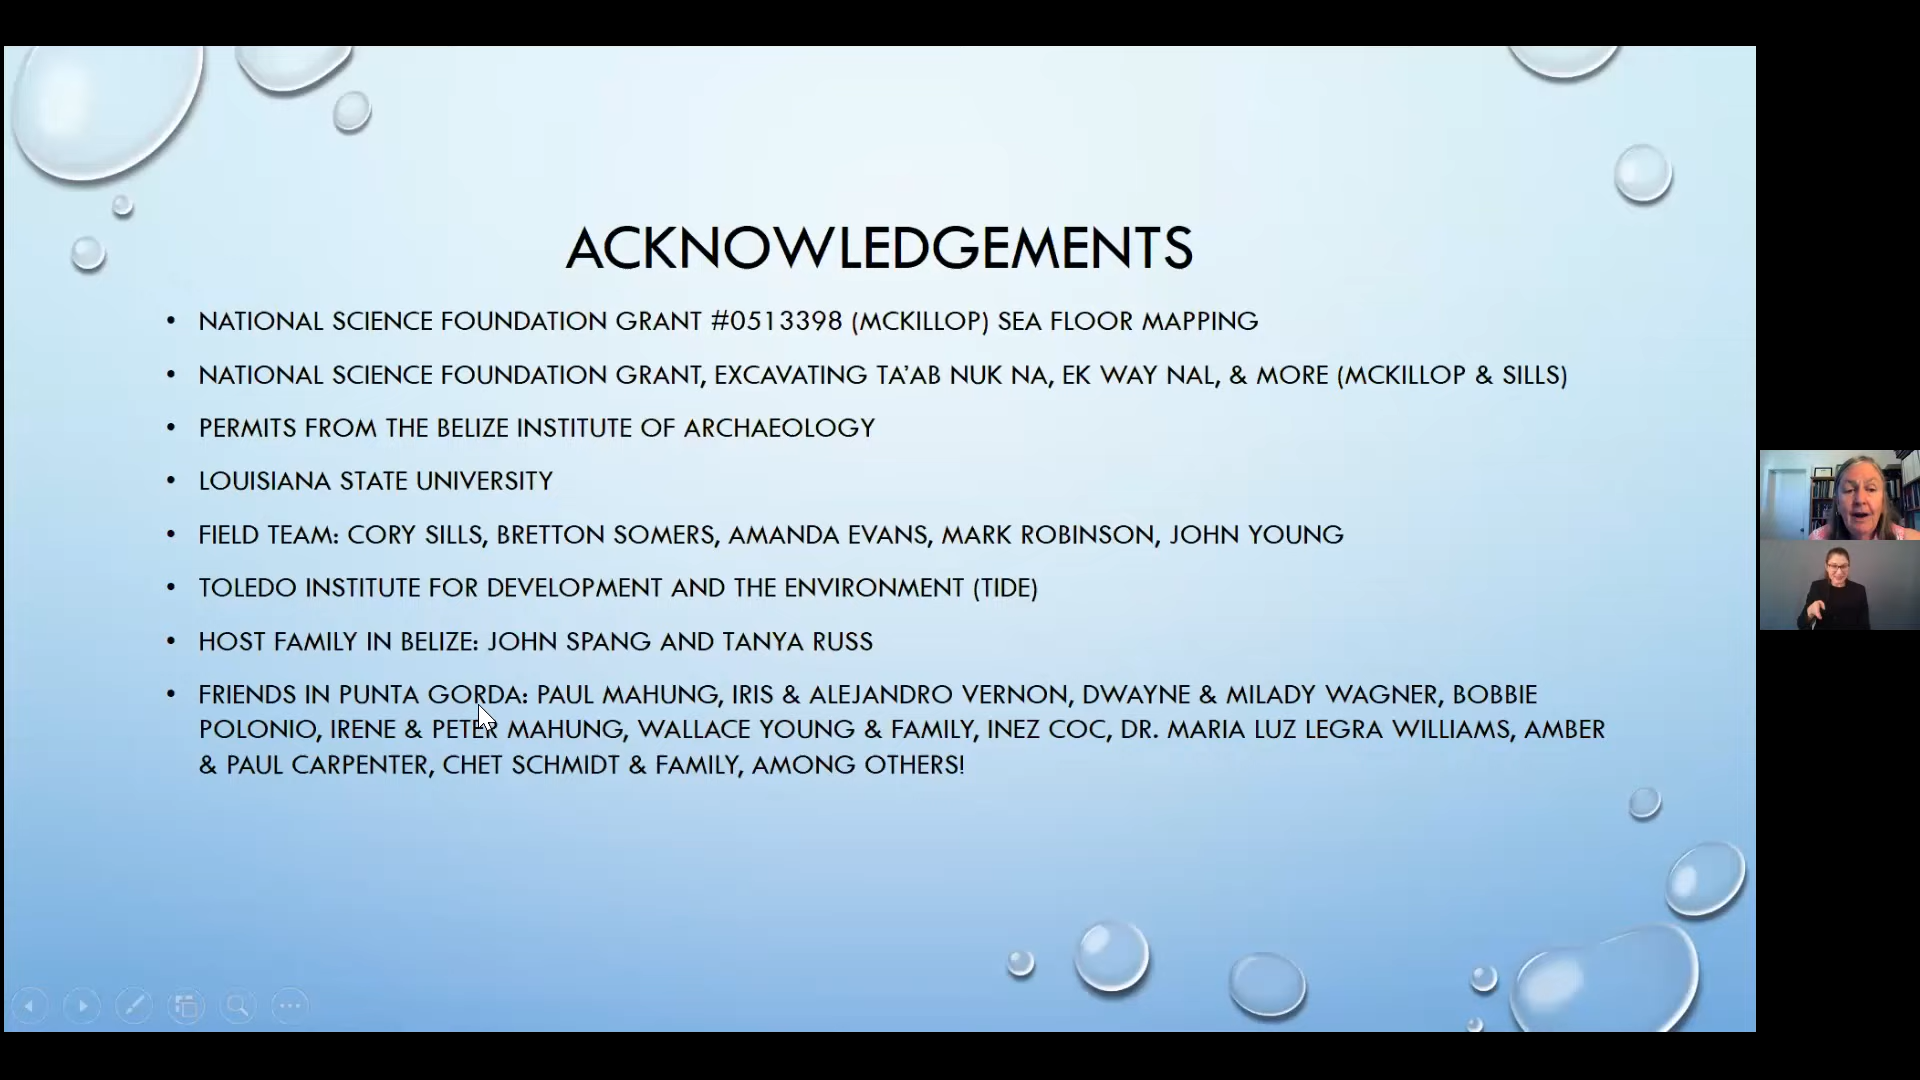 ACKNOWLEDGEMENTS
• NATIONAL SCIENCE FOUNDATION GRANT #0513398 (MCKILLOP) SEA FLOOR MAPPING
• NATIONAL SCIENCE FOUNDATION GRANT, EXCAVATING TA’AB NUK NA, EK WAY NAL, & MORE (MCKILLOP & SILLS)
• PERMITS FROM THE BELIZE INSTITUTE OF ARCHAEOLOGY
• LOUISIANA STATE UNIVERSITY
• FIELD TEAM: CORY SILLS, BRETTON SOMERS, AMANDA EVANS, MARK ROBINSON, JOHN YOUNG
• TOLEDO INSTITUTE FOR DEVELOPMENT AND THE ENVIRONMENT (TIDE)
• HOST FAMILY IN BELIZE: JOHN SPANG AND TANYA RUSS
• FRIENDS IN PUNTA GORDA: PAUL MAHUNG, IRIS & ALEJANDRO VERNON, DWAYNE & MILADY WAGNER, BOBBIE
POLONIO, IRENE & PETER MAHUNG, WALLACE YOUNG & FAMILY, INEZ COC, DR. MARIA LUZ LEGRA WILLIAMS, AMBER
& PAUL CARPENTER, CHET SCHMIDT & FAMILY, AMONG OTHERS!